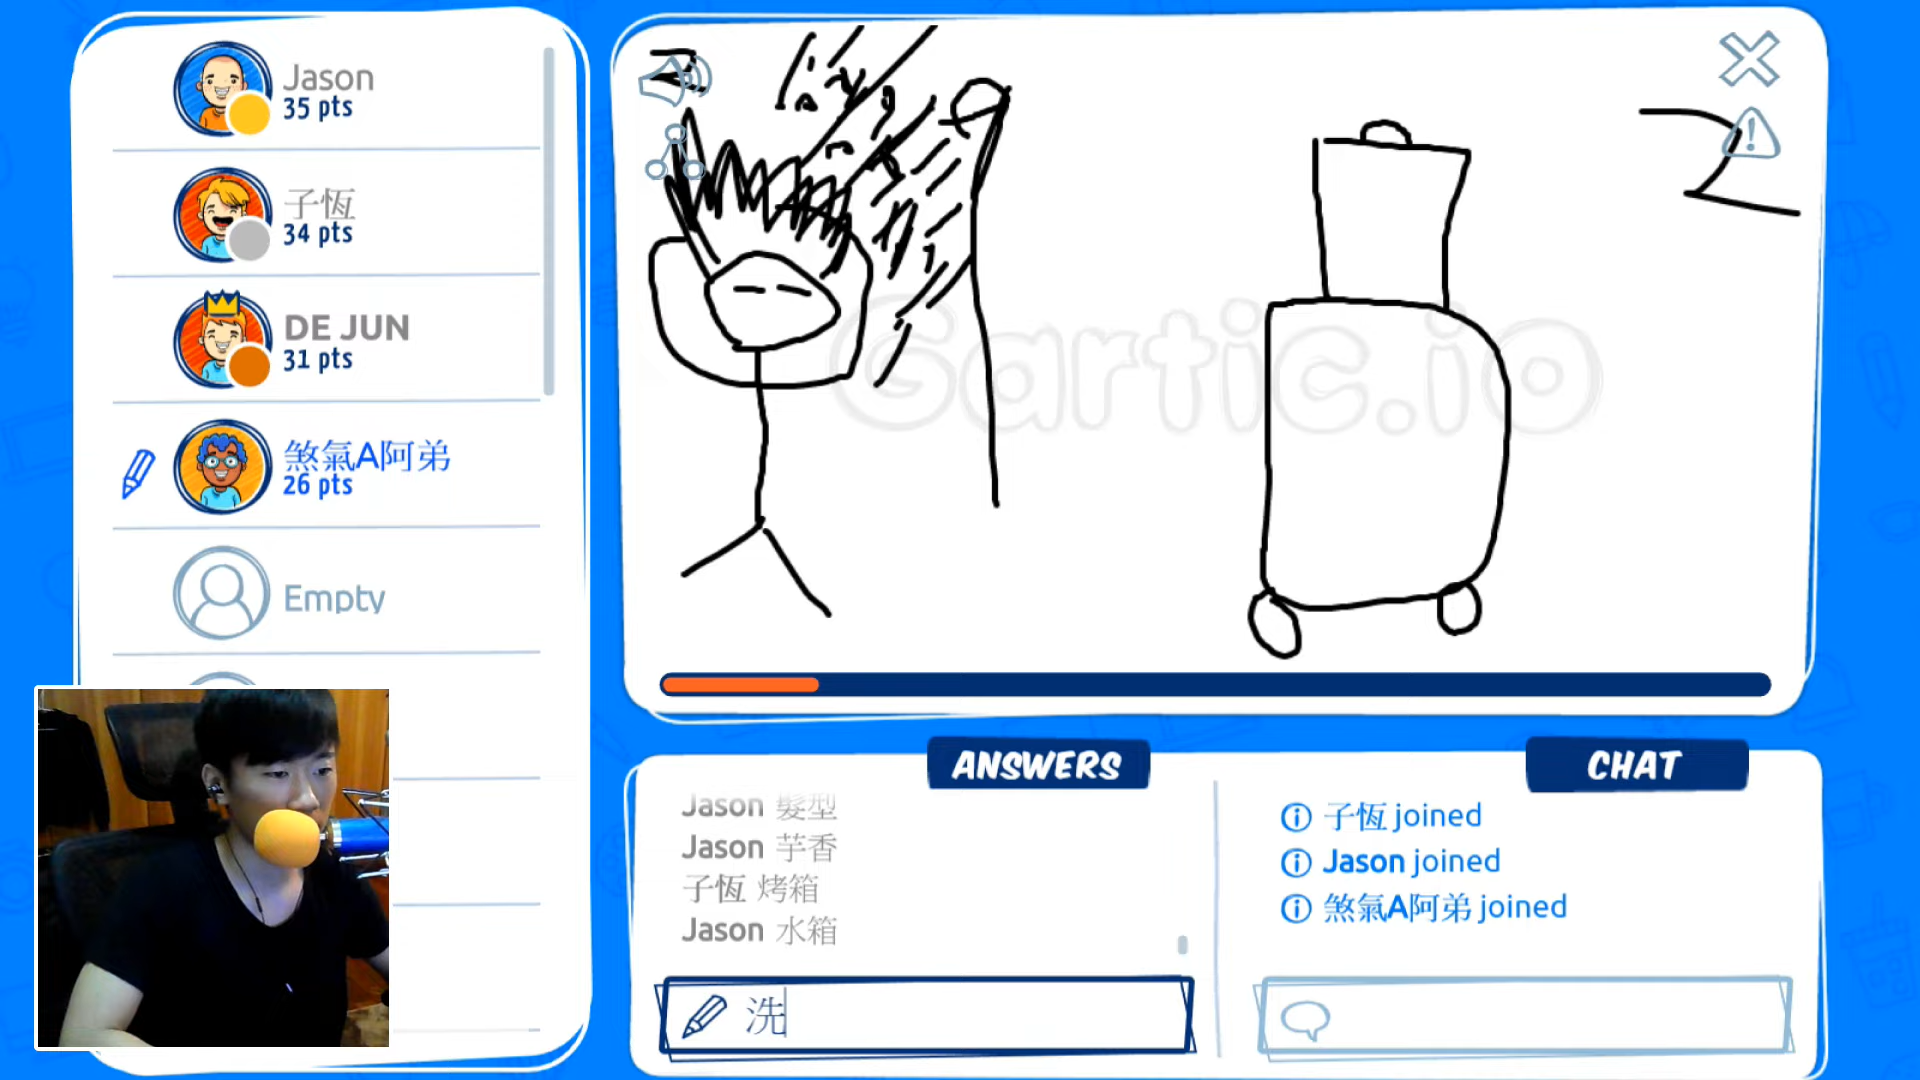 Jason
35 pts
子恆
34 pts
DE JUN
31 pts
煞氣A阿弟
26 pts
Empty
2
Gartic.io
ANSWERS
Jason 髮型
Jason 芋香
子恆 烤箱
Jason 水箱
洗
CHAT
子恆 joined
Jason joined
煞氣A阿弟 joined